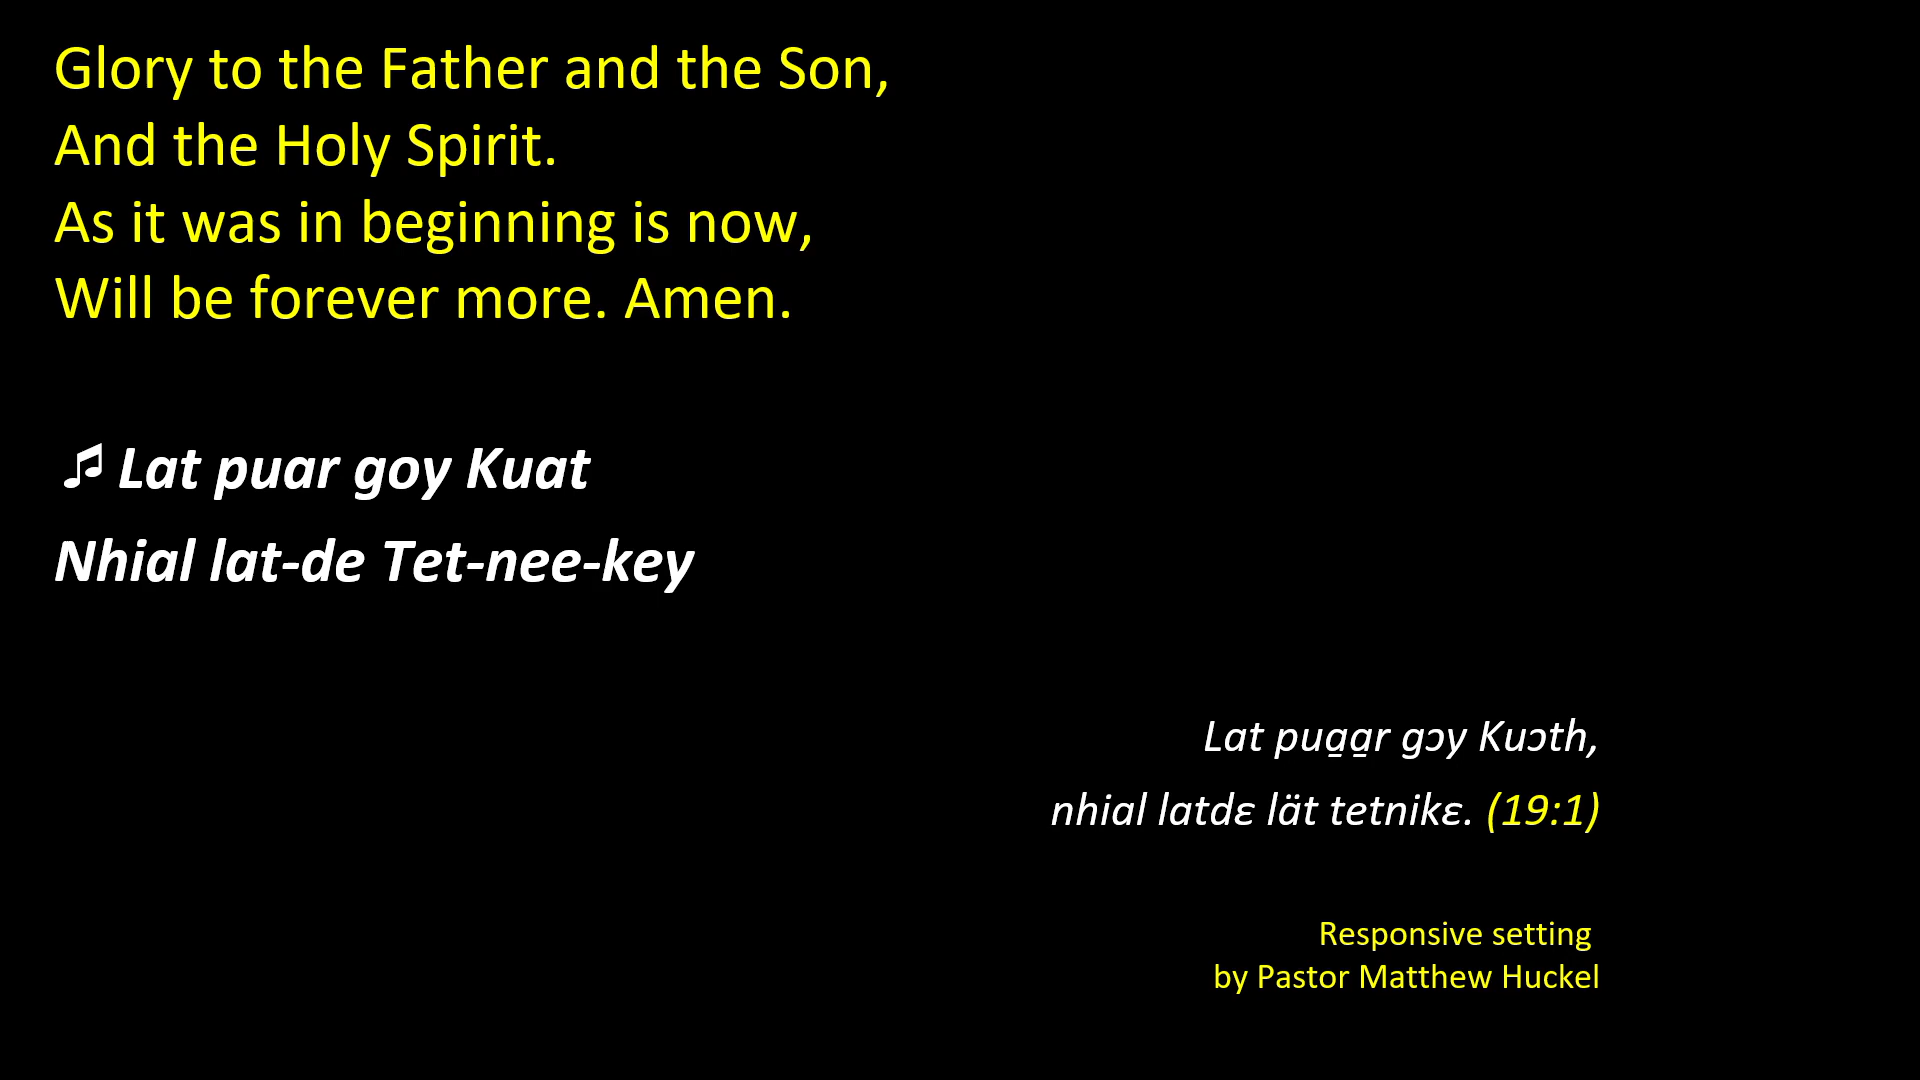 Glory to the Father and the Son,
And the Holy Spirit.
As it was in beginning is now,
Will be forever more. Amen.
♫ Lat puar goy Kuat
Nhial lat-de Tet-nee-key
Lat pua̱a̱r gɔy Kuɔth,
nhial latdɛ lät tetnikɛ. (19:1)
Responsive setting
by Pastor Matthew Huckel